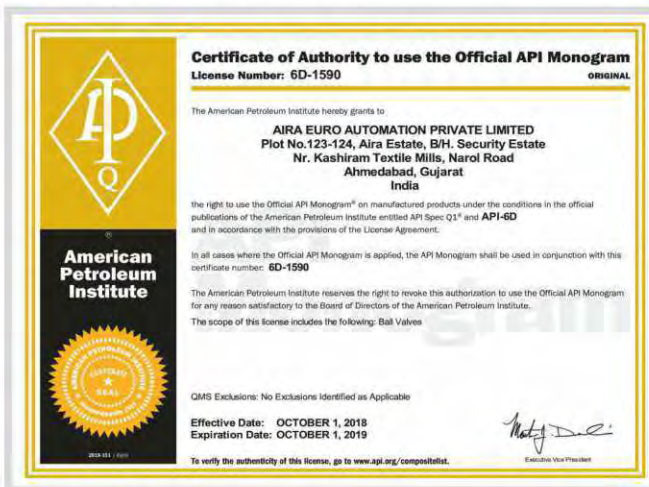 Certificate of Authority to use the Official API Monogram
License Number: 6D-1590
ORIGINAL
The American Petroleum Institute hereby grants to
AIRA EURO AUTOMATION PRIVATE LIMITED
Plot No.123-124, Aira Estate, B/H. Security Estate
Nr. Kashiram Textile Mills, Narol Road
Ahmedabad, Gujarat
India
the right to use the Official API Monogram® on manufactured products under the conditions in the official
publications of the American Petroleum Institute entitled API Spec Q1® and API-6D
and in accordance with the provisions of the License Agreement.
In all cases where the Official API Monogram is applied, the API Monogram shall be used in conjunction with this
certificate number: 6D-1590
The American Petroleum Institute reserves the right to revoke this authorization to use the Official API Monogram
for any reason satisfactory to the Board of Directors of the American Petroleum Institute.
The scope of this license includes the following: Ball Valves
QMS Exclusions: No Exclusions Identified as Applicable
Effective Date: OCTOBER 1, 2018
Expiration Date: OCTOBER 1, 2019
To verify the authenticity of this license, go to www.api.org/compositelist.
Executive Vice President
API
Q
®
American
Petroleum
Institute
AMERICAN PETROLEUM INSTITUTE
SEAL
API
Monogram